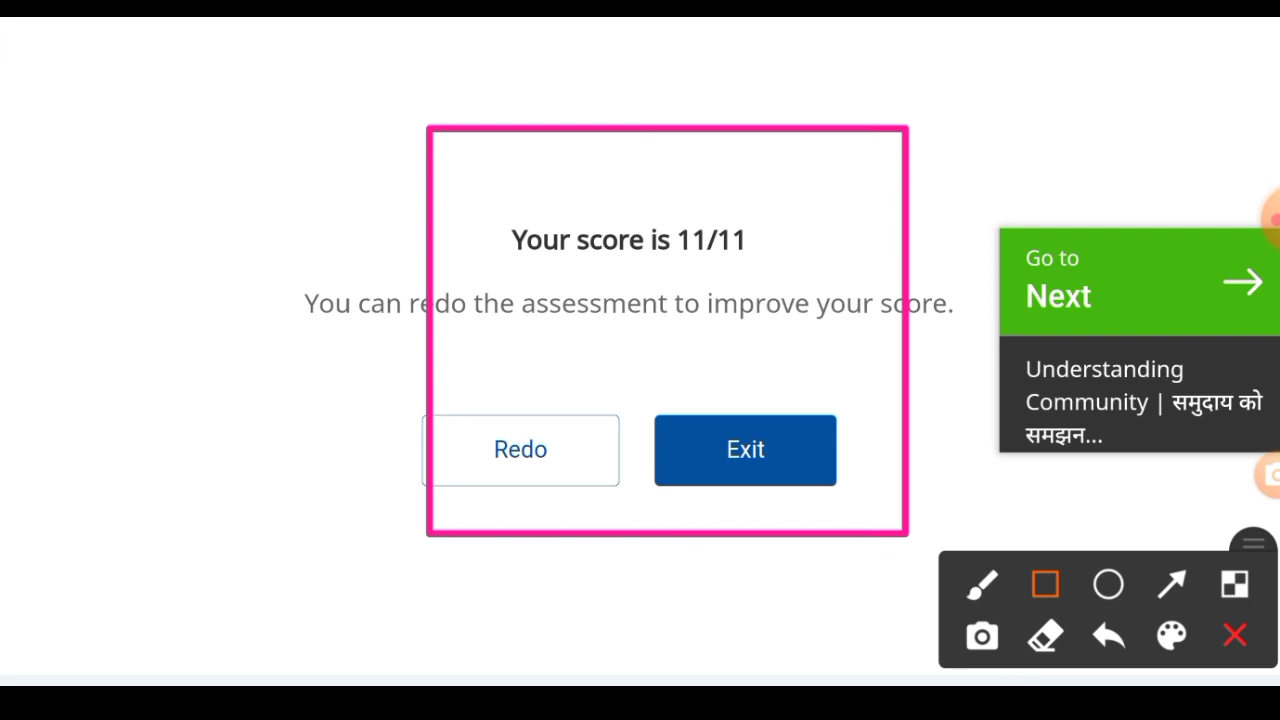 Your score is 11/11
You can redo the assessment to improve your score.
Redo
Exit
Go to
Next
Understanding
Community | समुदाय को
समझन...